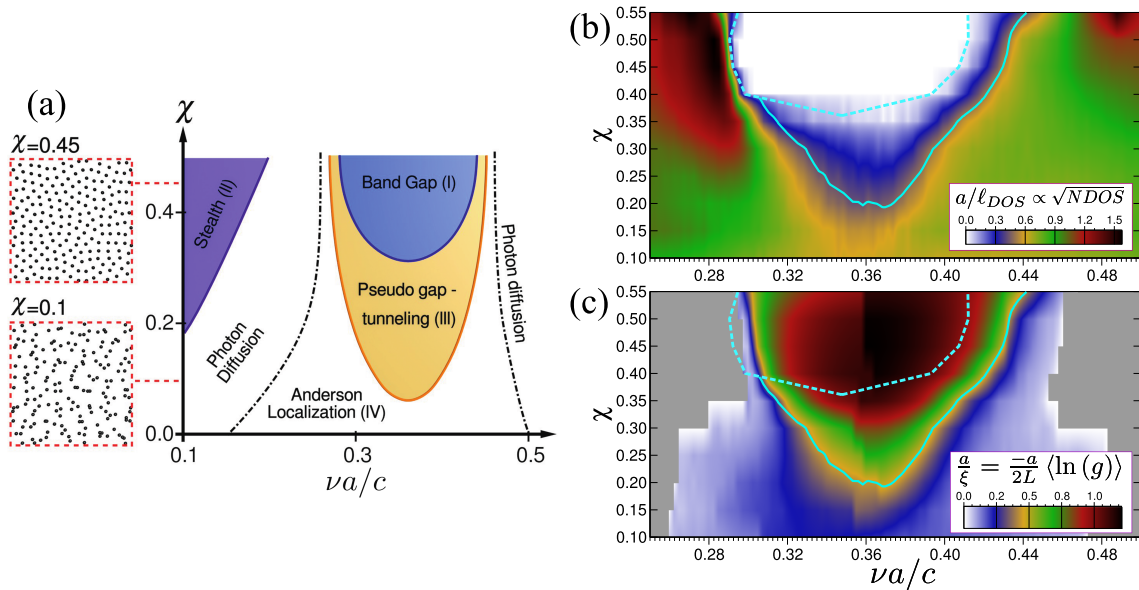 (a)
χ
χ=0.45
χ=0.1
0.4
0.2
0.0
0.1
0.3
0.5
νa/c
Stealth (II)
Photon
Diffusion
Band Gap (I)
Pseudo gap -
tunneling (III)
Anderson
Localization (IV)
Photon diffusion
(b)
χ
0.55
0.50
0.45
0.40
0.35
0.30
0.25
0.20
0.15
0.10
a/ℓ_DOS ∝ √NDOS
0.0 0.3 0.6 0.9 1.2 1.5
0.28 0.32 0.36 0.40 0.44 0.48
(c)
χ
0.55
0.50
0.45
0.40
0.35
0.30
0.25
0.20
0.15
0.10
a/ξ = -a/2L ⟨ln (g)⟩
0.0 0.2 0.5 0.8 1.0
0.28 0.32 0.36 0.40 0.44 0.48
νa/c